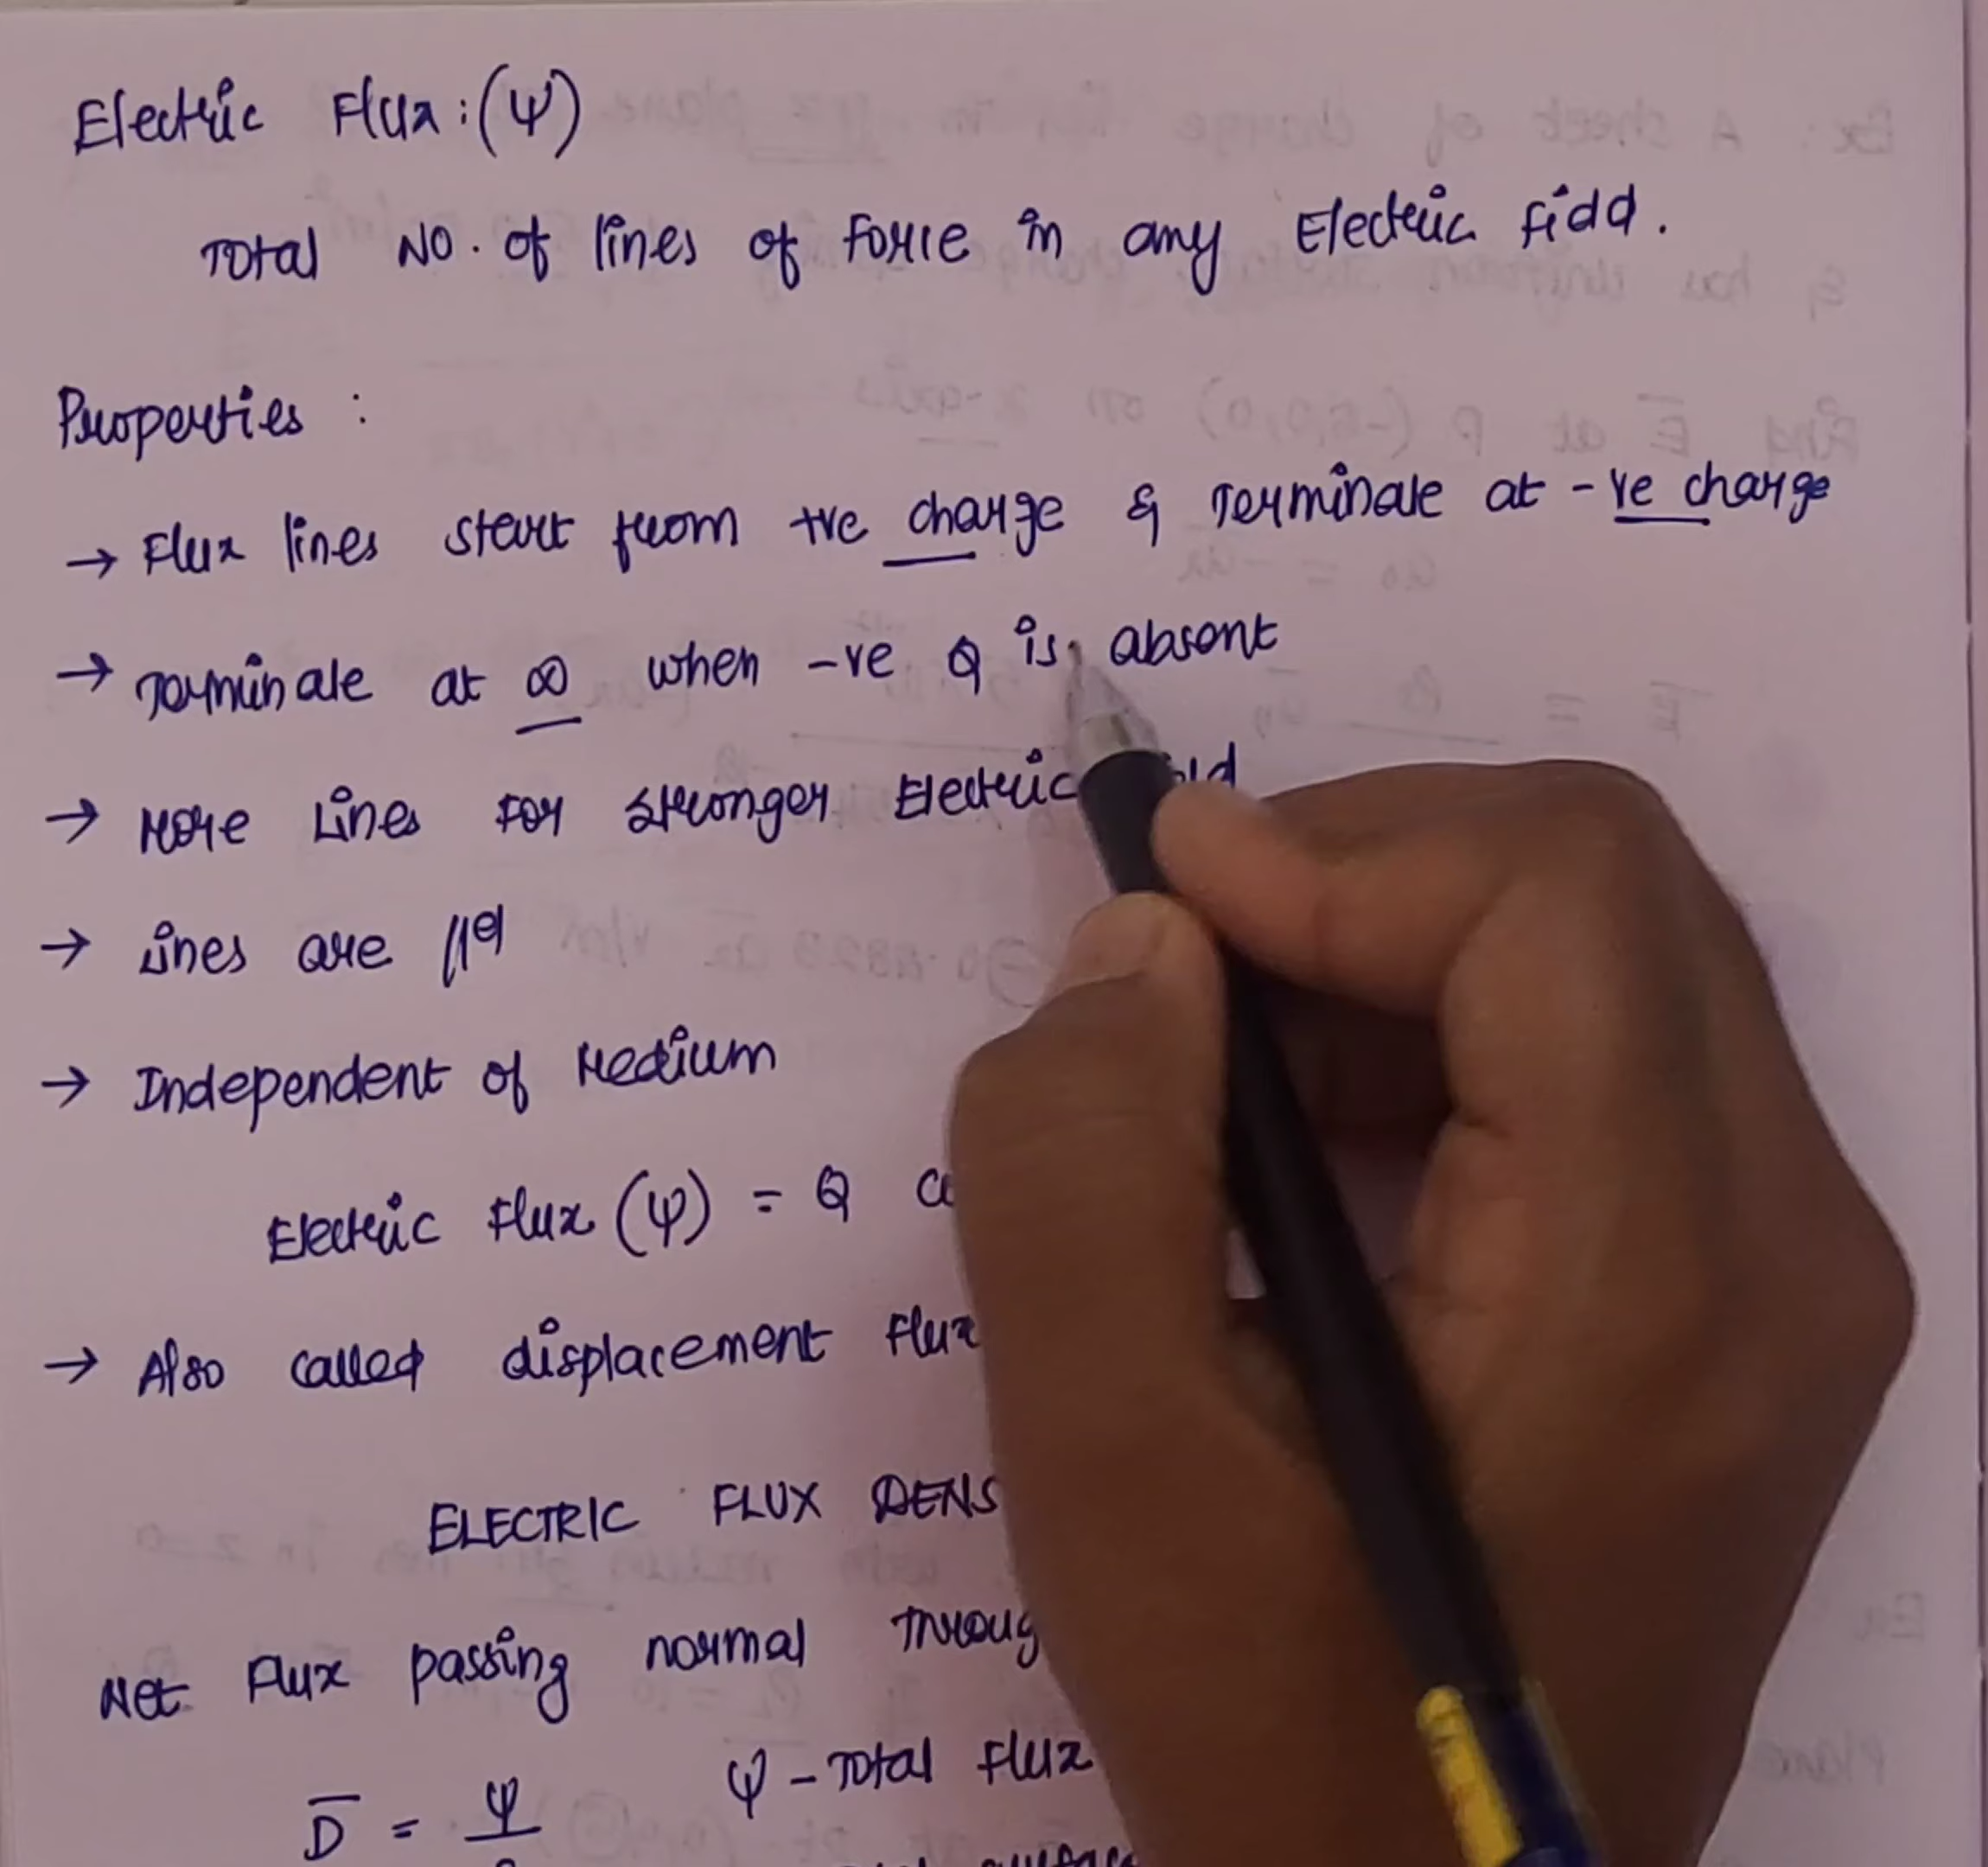 Electric Flux : (Ψ)
Total No. of lines of Force in any Electric field.
Properties :
→ Flux lines start from +ve charge & Terminate at -ve charge
→ Terminate at ∞ when -ve Q is absent
→ More Lines For stronger Electric
→ Lines are ||el
→ Independent of Medium
Electric Flux (Ψ) = Q
→ Also called displacement Flux
ELECTRIC FLUX DENS
Net Flux passing normal Throug
Ψ - Total Flux
D̅ = Ψ